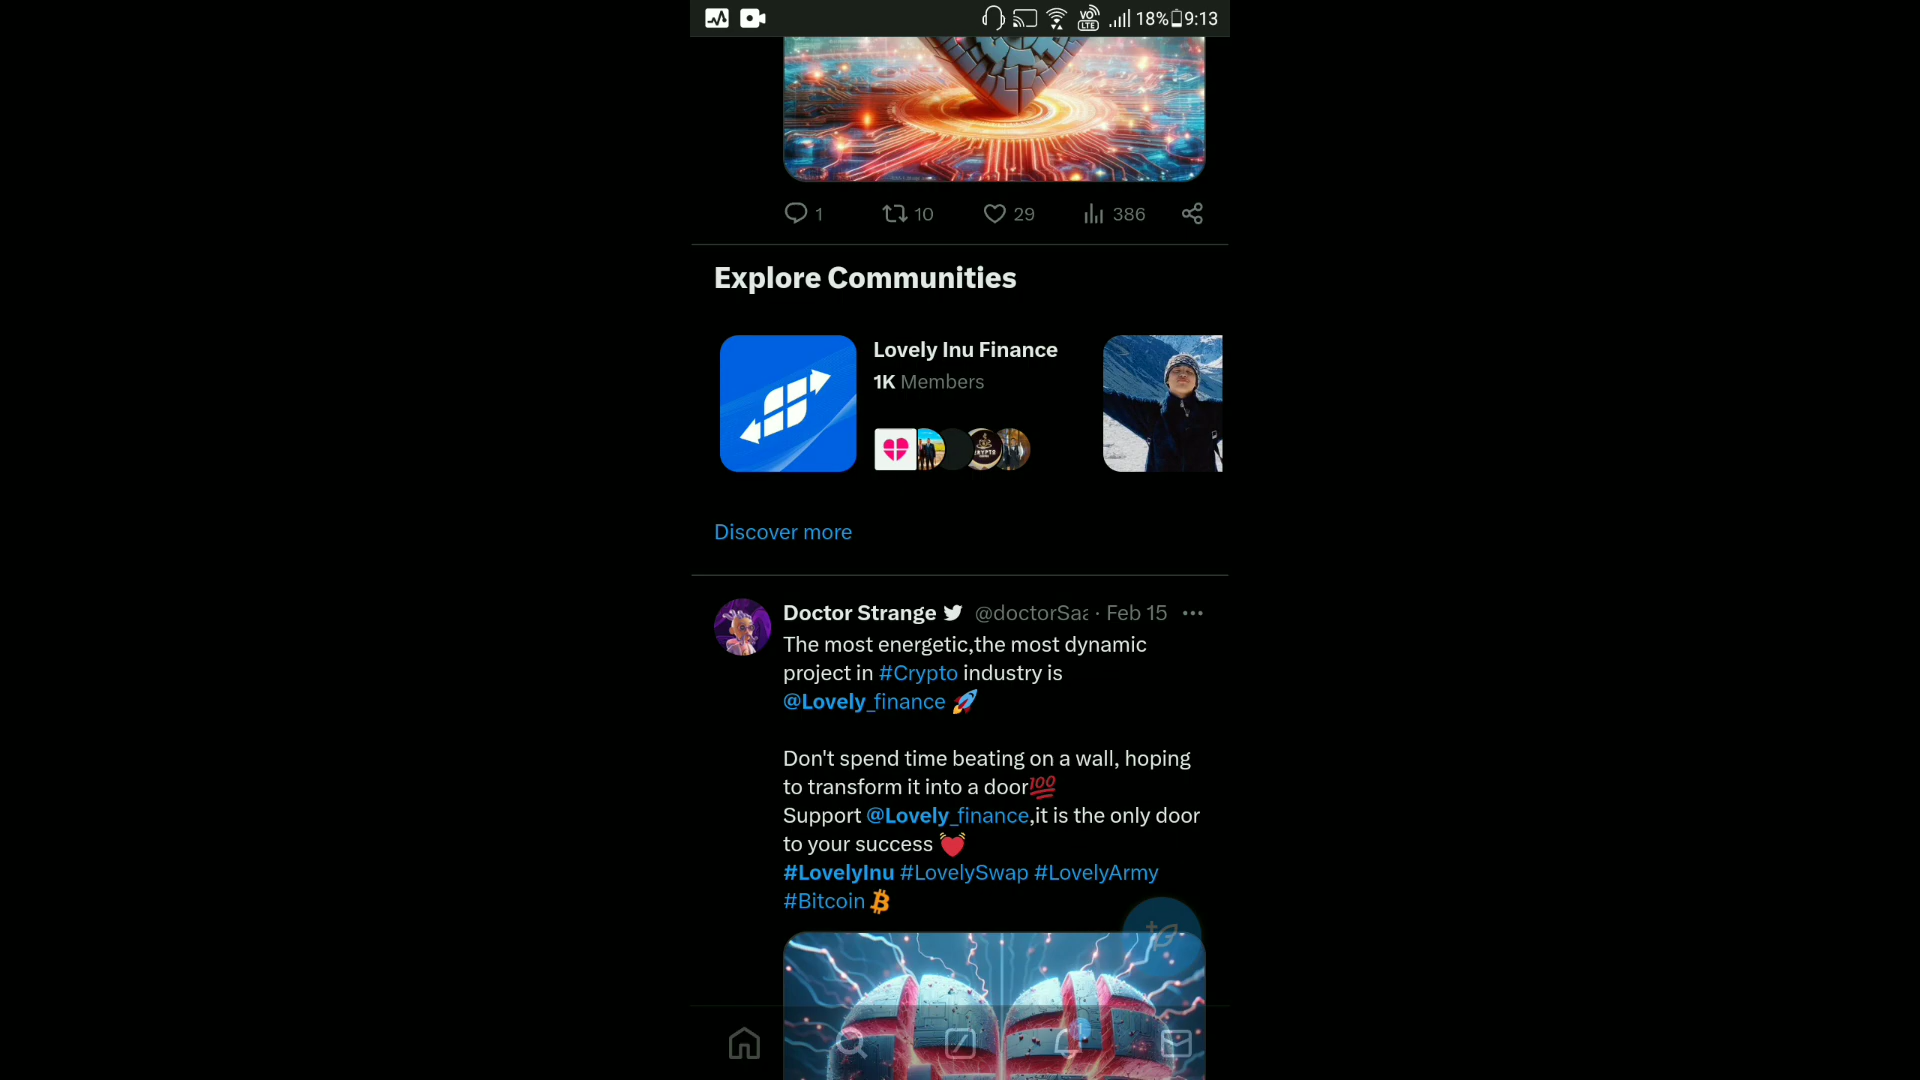 18% 9:13
1 10 29 386
Explore Communities
Lovely Inu Finance
1K Members
Discover more
Doctor Strange @doctorSaa · Feb 15
The most energetic,the most dynamic
project in #Crypto industry is
@Lovely_finance 🚀
Don't spend time beating on a wall, hoping
to transform it into a door💯
Support @Lovely_finance,it is the only door
to your success 💓
#LovelyInu #LovelySwap #LovelyArmy
#Bitcoin
1